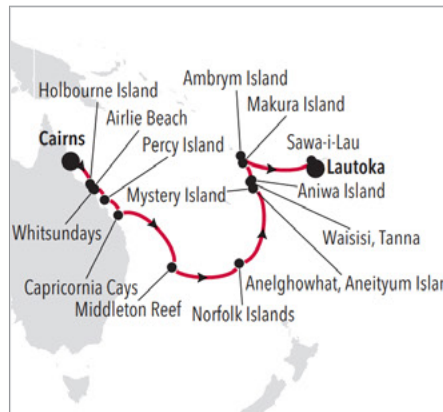 Ambrym Island
Holbourne Island
Makura Island
Airlie Beach
Sawa-i-Lau
Cairns
Percy Island
Lautoka
Mystery Island
Aniwa Island
Whitsundays
Waisisi, Tanna
Capricornia Cays
Anelghowhat, Aneityum Islan
Middleton Reef
Norfolk Islands